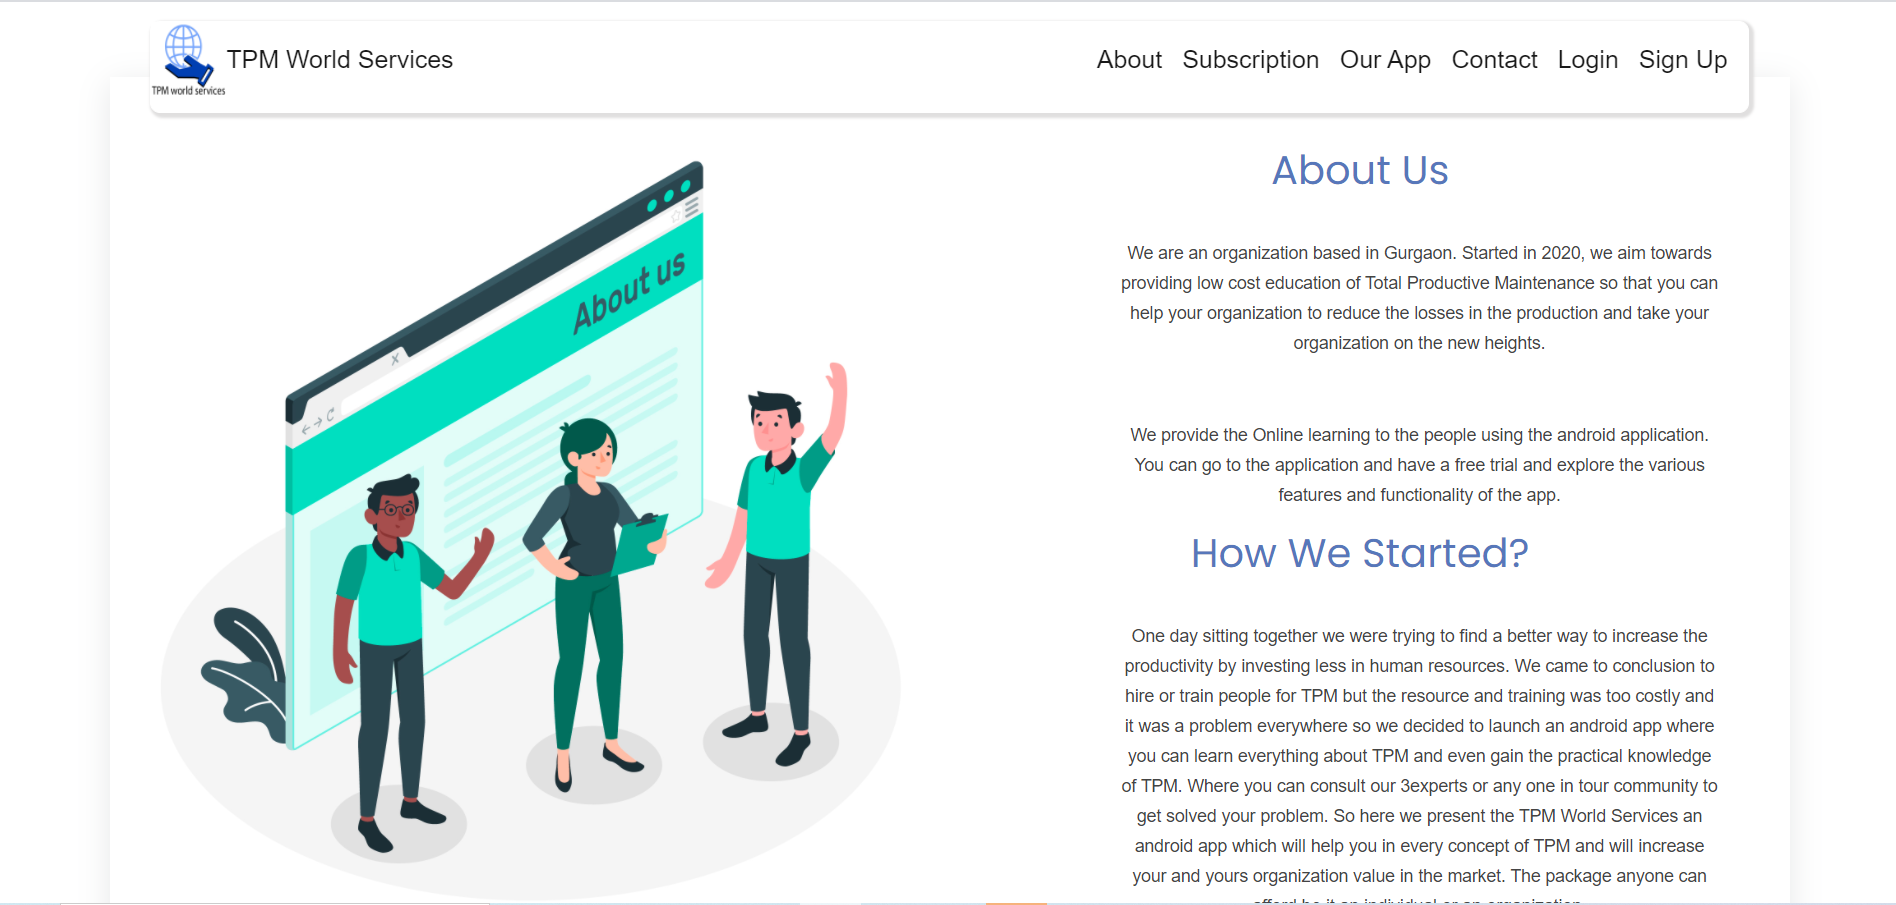 TPM World Services
About Subscription Our App Contact Login Sign Up
TPM world services
About us
x
About Us
We are an organization based in Gurgaon. Started in 2020, we aim towards
providing low cost education of Total Productive Maintenance so that you can
help your organization to reduce the losses in the production and take your
organization on the new heights.
We provide the Online learning to the people using the android application.
You can go to the application and have a free trial and explore the various
features and functionality of the app.
How We Started?
One day sitting together we were trying to find a better way to increase the
productivity by investing less in human resources. We came to conclusion to
hire or train people for TPM but the resource and training was too costly and
it was a problem everywhere so we decided to launch an android app where
you can learn everything about TPM and even gain the practical knowledge
of TPM. Where you can consult our 3experts or any one in tour community to
get solved your problem. So here we present the TPM World Services an
android app which will help you in every concept of TPM and will increase
your and yours organization value in the market. The package anyone can
afford be it an individual or an organization